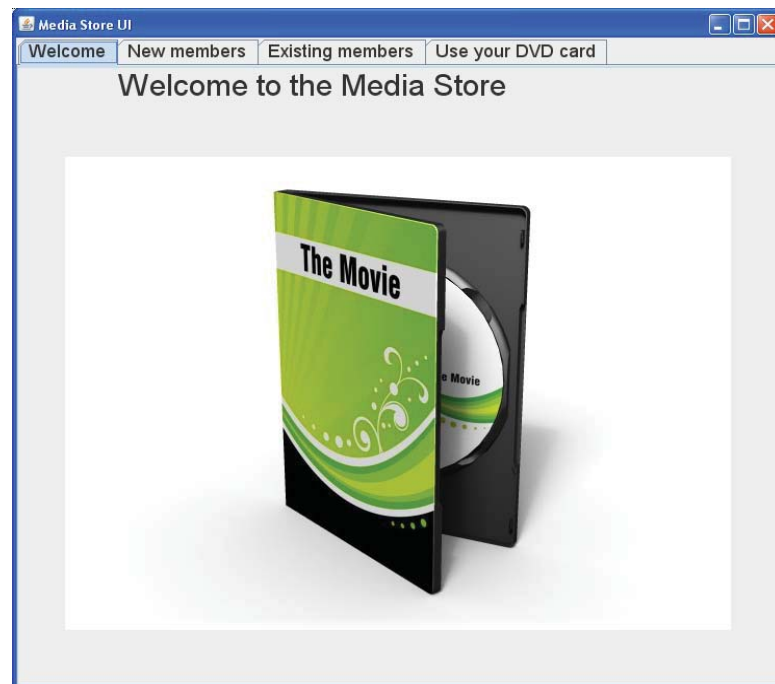 Media Store UI
Welcome New members Existing members Use your DVD card
Welcome to the Media Store
The Movie
e Movie